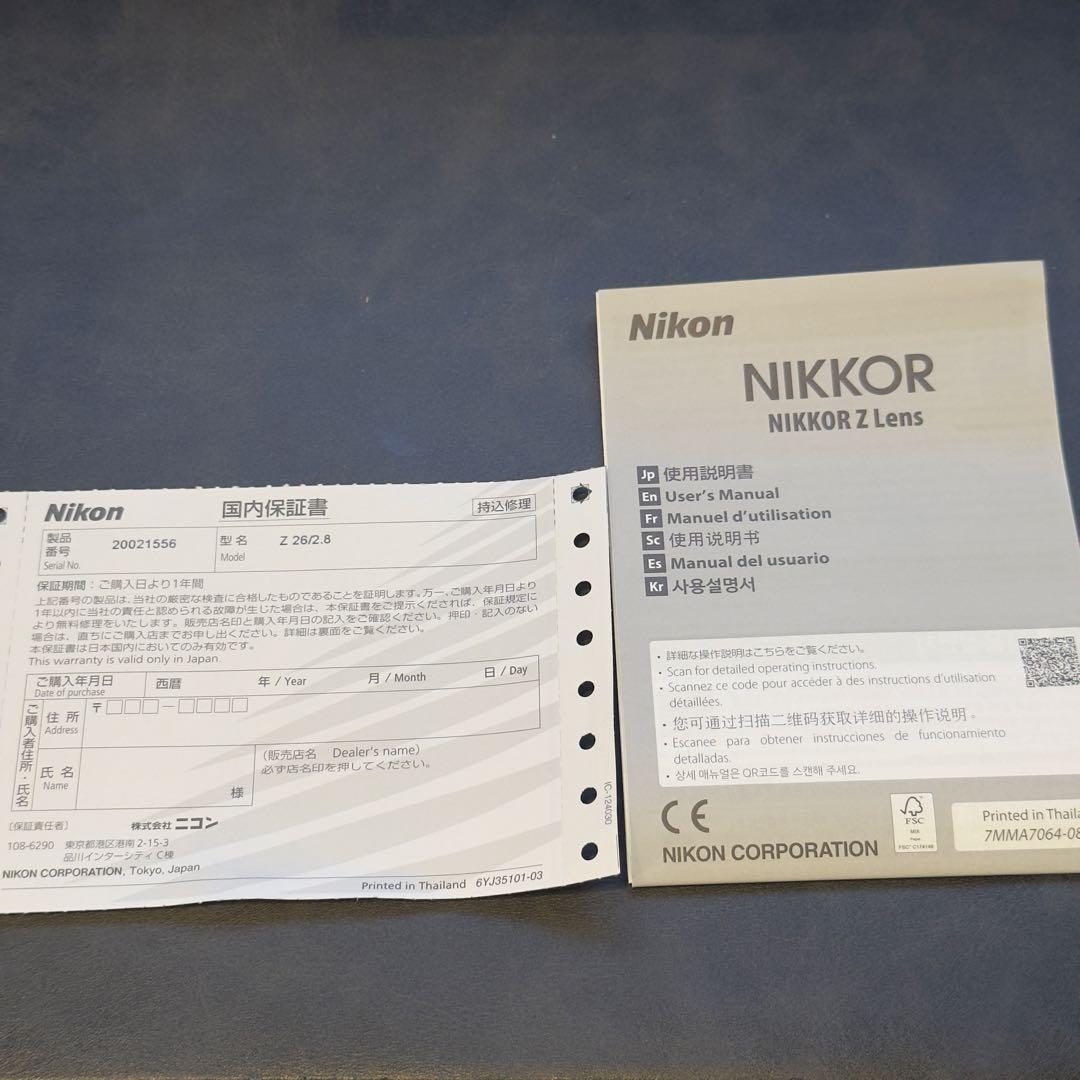 Nikon
国内保証書
持込修理
製品番号
Serial No.
20021556
型名
Model
Z 26/2.8
保証期間：ご購入日より1年間
上記番号の製品は、当社の厳密な検査に合格したものであることを証明します。万一、ご購入年月日より
1年以内に当社の責任と認められる故障が生じた場合は、本保証書をご提示くだされば、保証規定に
より無料修理をいたします。販売店名印と購入年月日の記入をご確認ください。押印・記入のない
場合は、直ちにご購入店までお申し出ください。詳細は裏面をご覧ください。
本保証書は日本国内においてのみ有効です。
This warranty is valid only in Japan.
ご購入年月日
Date of purchase
西暦 年 / Year 月 / Month 日 / Day
ご購入者住所・氏名
住所
Address
〒
氏名
Name
様
(販売店名 Dealer's name)
必ず店名印を押してください。
〔保証責任者〕
株式会社 ニコン
108-6290 東京都港区港南 2-15-3
品川インターシティ C棟
NIKON CORPORATION, Tokyo, Japan
Printed in Thailand 6YJ35101-03
IC-124030
Nikon
NIKKOR
NIKKOR Z Lens
Jp 使用説明書
En User's Manual
Fr Manuel d'utilisation
Sc 使用说明书
Es Manual del usuario
Kr 사용설명서
• 詳細な操作説明はこちらをご覧ください。
• Scan for detailed operating instructions.
• Scannez ce code pour accéder à des instructions d'utilisation
détaillées.
• 您可通过扫描二维码获取详细的操作说明。
• Escanee para obtener instrucciones de funcionamiento
detalladas.
• 상세 매뉴얼은 QR코드를 스캔해 주세요.
CE
NIKON CORPORATION
FSC
MIX
Paper
FSC® C174148
Printed in Thaila
7MMA7064-08